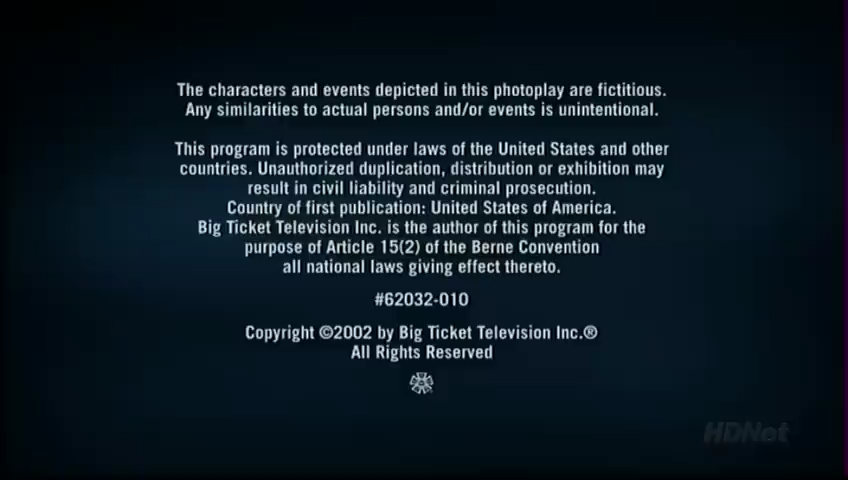 The characters and events depicted in this photoplay are fictitious.
Any similarities to actual persons and/or events is unintentional.
This program is protected under laws of the United States and other
countries. Unauthorized duplication, distribution or exhibition may
result in civil liability and criminal prosecution.
Country of first publication: United States of America.
Big Ticket Television Inc. is the author of this program for the
purpose of Article 15(2) of the Berne Convention
all national laws giving effect thereto.
#62032-010
Copyright ©2002 by Big Ticket Television Inc.®
All Rights Reserved
HDNet